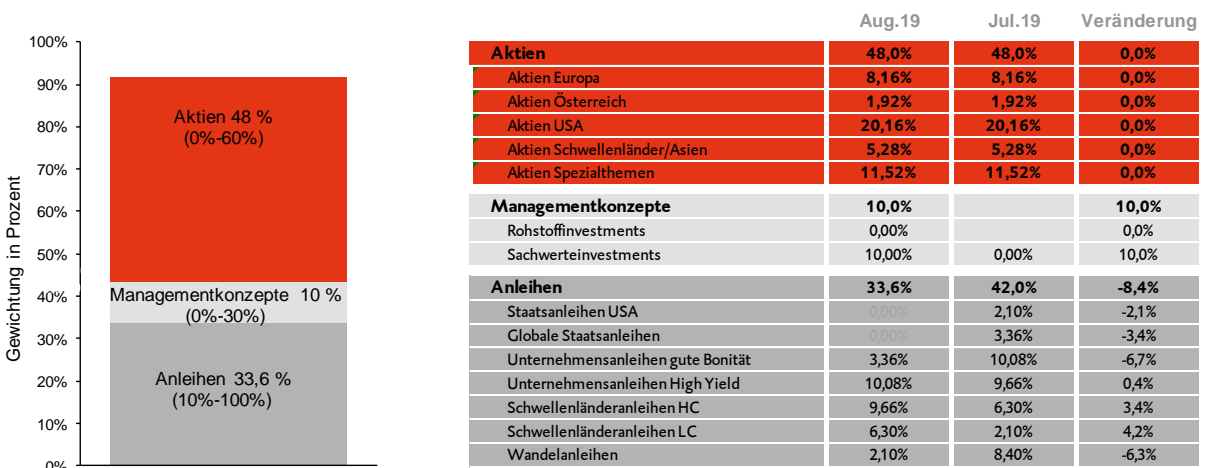 Aug.19 Jul.19 Veränderung
100%
90%
80%
70%
60%
50%
40%
30%
20%
10%
0%
Gewichtung in Prozent
Aktien 48 %
(0%-60%)
Managementkonzepte 10 %
(0%-30%)
Anleihen 33,6 %
(10%-100%)
Aktien 48,0% 48,0% 0,0%
Aktien Europa 8,16% 8,16% 0,0%
Aktien Österreich 1,92% 1,92% 0,0%
Aktien USA 20,16% 20,16% 0,0%
Aktien Schwellenländer/Asien 5,28% 5,28% 0,0%
Aktien Spezialthemen 11,52% 11,52% 0,0%
Managementkonzepte 10,0% 10,0%
Rohstoffinvestments 0,00% 0,0%
Sachwerteinvestments 10,00% 0,00% 10,0%
Anleihen 33,6% 42,0% -8,4%
Staatsanleihen USA 0,00% 2,10% -2,1%
Globale Staatsanleihen 0,00% 3,36% -3,4%
Unternehmensanleihen gute Bonität 3,36% 10,08% -6,7%
Unternehmensanleihen High Yield 10,08% 9,66% 0,4%
Schwellenländeranleihen HC 9,66% 6,30% 3,4%
Schwellenländeranleihen LC 6,30% 2,10% 4,2%
Wandelanleihen 2,10% 8,40% -6,3%